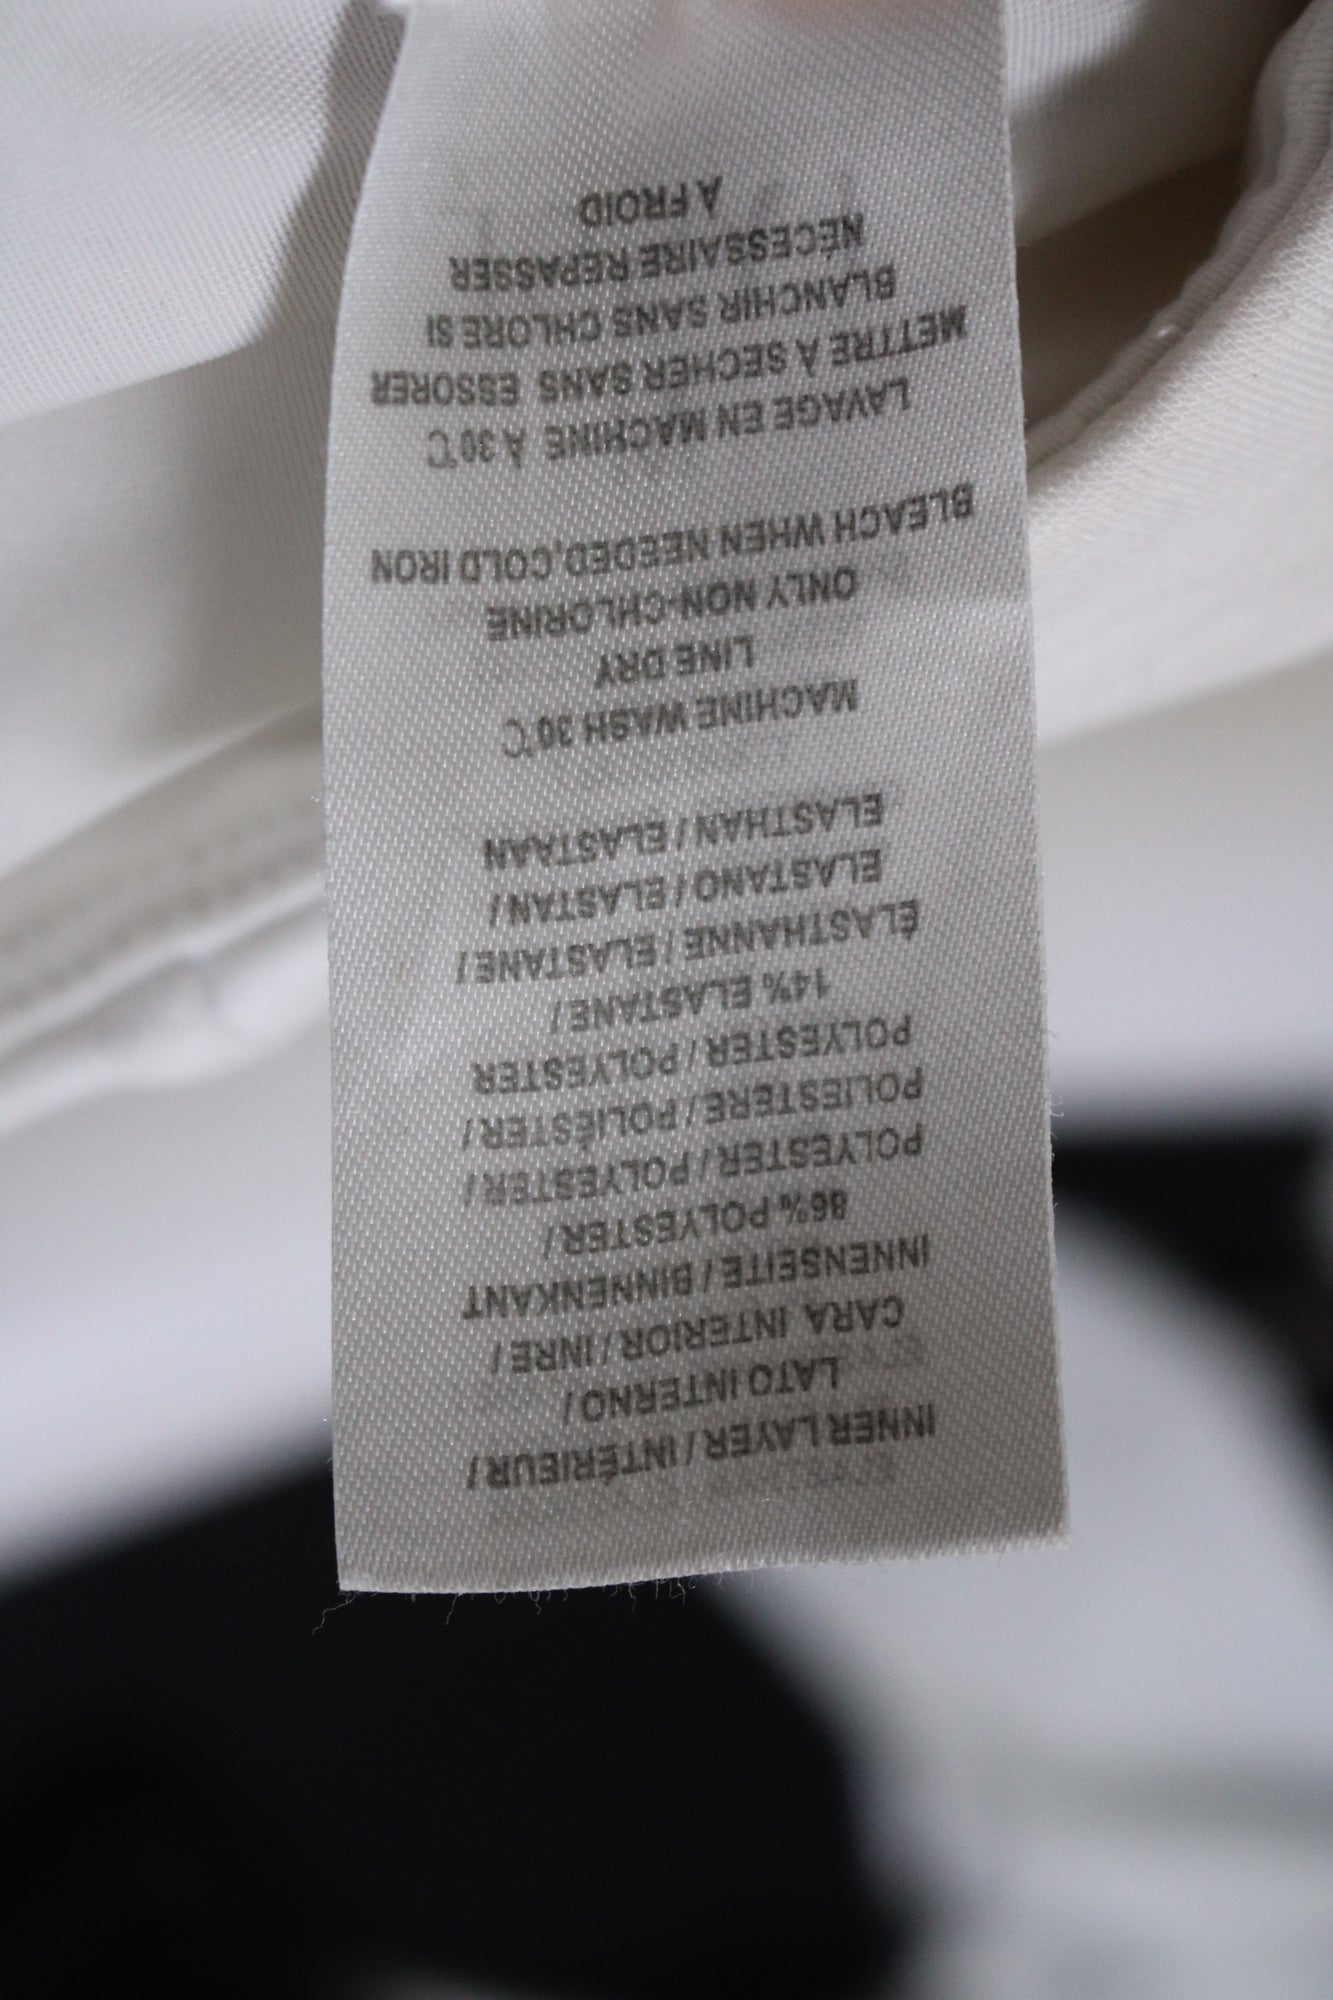 INNER LAYER / INTÉRIEUR /
LATO INTERNO /
CARA INTERIOR / INRE /
INNENSEITE / BINNENKANT
86% POLYESTER /
POLYESTER / POLYESTER /
POLIESTERE / POLIÉSTER /
POLYESTER / POLYESTER
14% ELASTANE /
ÉLASTHANNE / ELASTANE /
ELASTANO / ELASTAN /
ELASTHAN / ELASTAAN
MACHINE WASH 30℃
LINE DRY
ONLY NON-CHLORINE
BLEACH WHEN NEEDED,COLD IRON
LAVAGE EN MACHINE À 30℃
METTRE À SECHER SANS ESSORER
BLANCHIR SANS CHLORE SI
NÉCESSAIRE REPASSER
À FROID